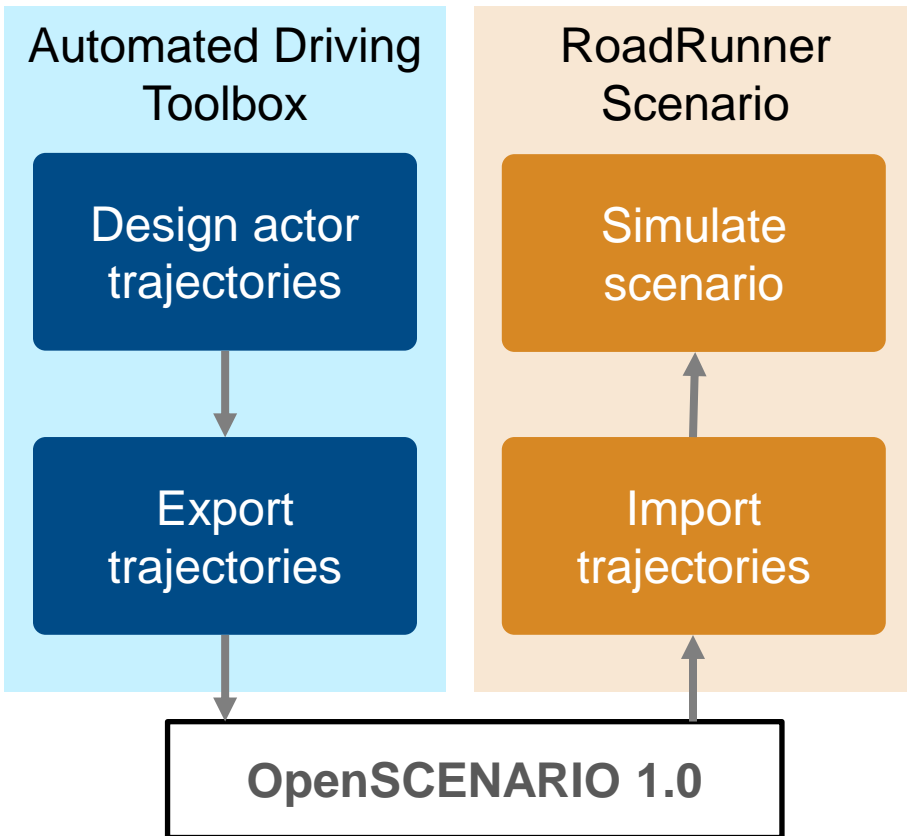 Automated Driving
Toolbox
Design actor
trajectories
Export
trajectories
RoadRunner
Scenario
Simulate
scenario
Import
trajectories
OpenSCENARIO 1.0